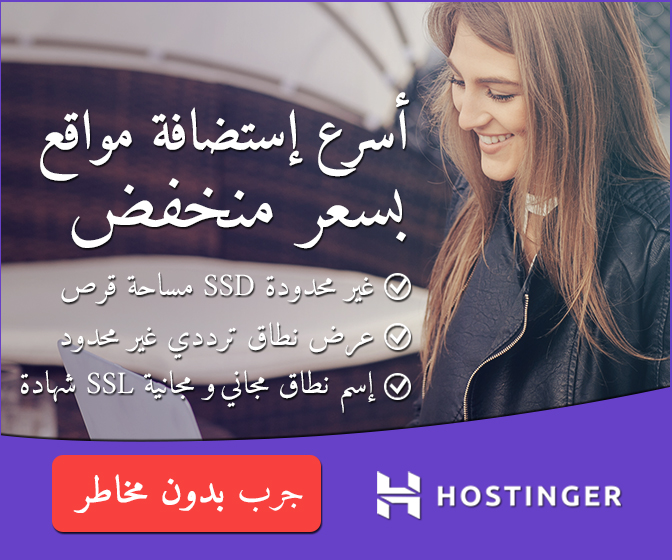 أسرع إستضافة مواقع
بسعر منخفض
غير محدودة SSD مساحة قرص
عرض نطاق ترددي غير محدود
إسم نطاق مجاني و مجانية SSL شهادة
جرب بدون مخاطر
HOSTINGER